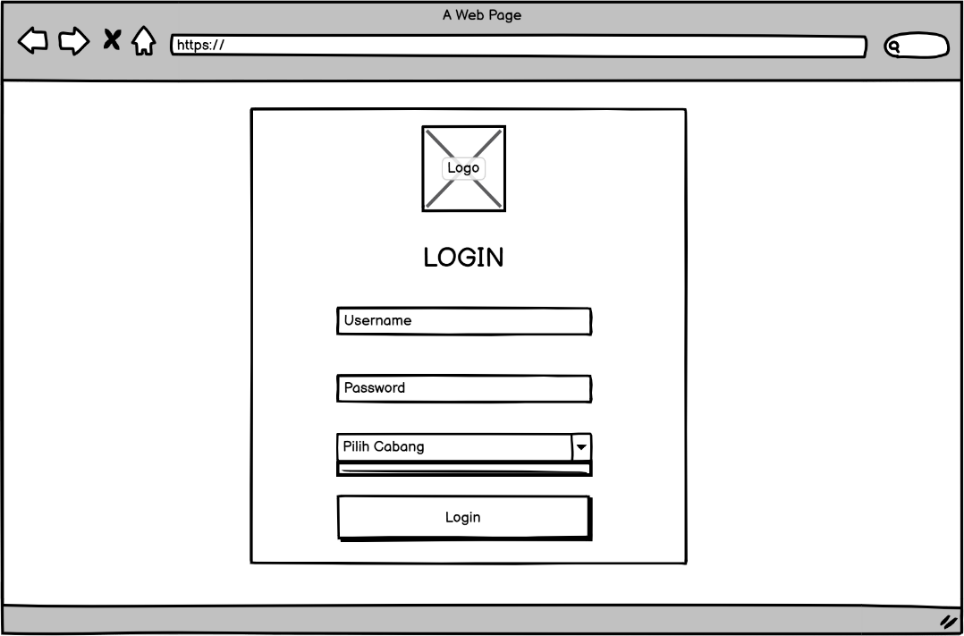 A Web Page
https://
Logo
LOGIN
Username
Password
Pilih Cabang
Login